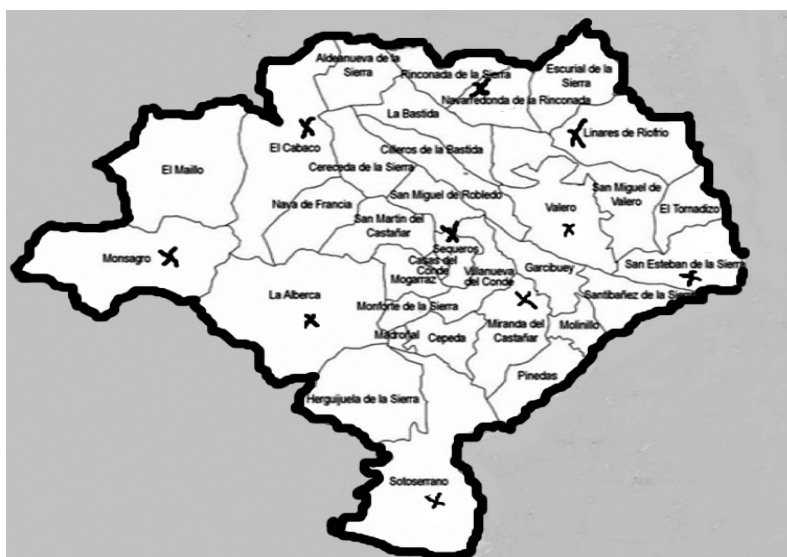 Aldeanueva de la
Sierra
Rinconada de la Sierra
Escurial de la
Sierra
Navarredonda de la Rinconada
La Bastida
Linares de Riofrio
El Cabaco
Cilleros de la Bastida
El Maillo
Cereceda de la Sierra
San Miguel de Robledo
San Miguel de
Valero
Nava de Francia
Valero
El Tornadizo
San Martin del
Castañar
Sequeros
Monsagro
Casas del
Conde
Garcibuey
San Esteban de la Sierra
Mogarraz
Villanueva
del Conde
La Alberca
Santibañez de la Sierra
Monforte de la Sierra
Miranda del
Castañar
Molinillo
Madroñal
Cepeda
Pinedas
Herguijuela de la Sierra
Sotoserrano